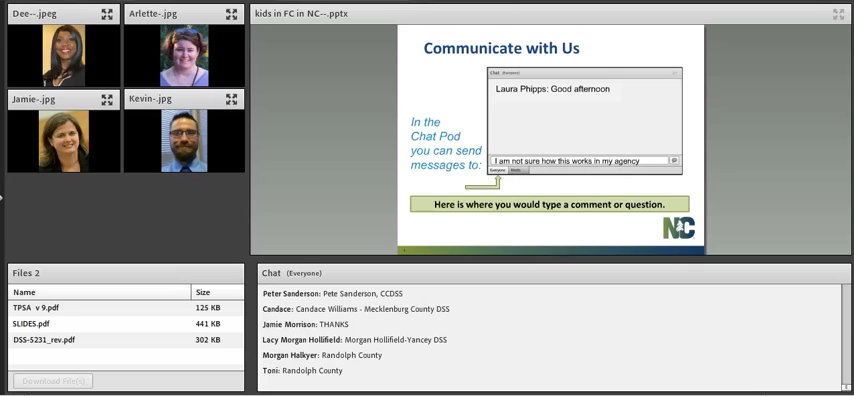 Dee--.jpeg
Arlette-.jpg
Jamie-.jpg
Kevin-.jpg
kids in FC in NC--.pptx
Communicate with Us
Chat (Everyone)
Laura Phipps: Good afternoon
In the
Chat Pod
you can send
messages to:
I am not sure how this works in my agency
Everyone
Here is where you would type a comment or question.
NC
Files 2
Name Size
TPSA v 9.pdf 125 KB
SLIDES.pdf 441 KB
DSS-5231_rev.pdf 302 KB
Download File(s)
Chat (Everyone)
Peter Sanderson: Pete Sanderson, CCDSS
Candace: Candace Williams - Mecklenburg County DSS
Jamie Morrison: THANKS
Lacy Morgan Hollifield: Morgan Hollifield-Yancey DSS
Morgan Halkyer: Randolph County
Toni: Randolph County